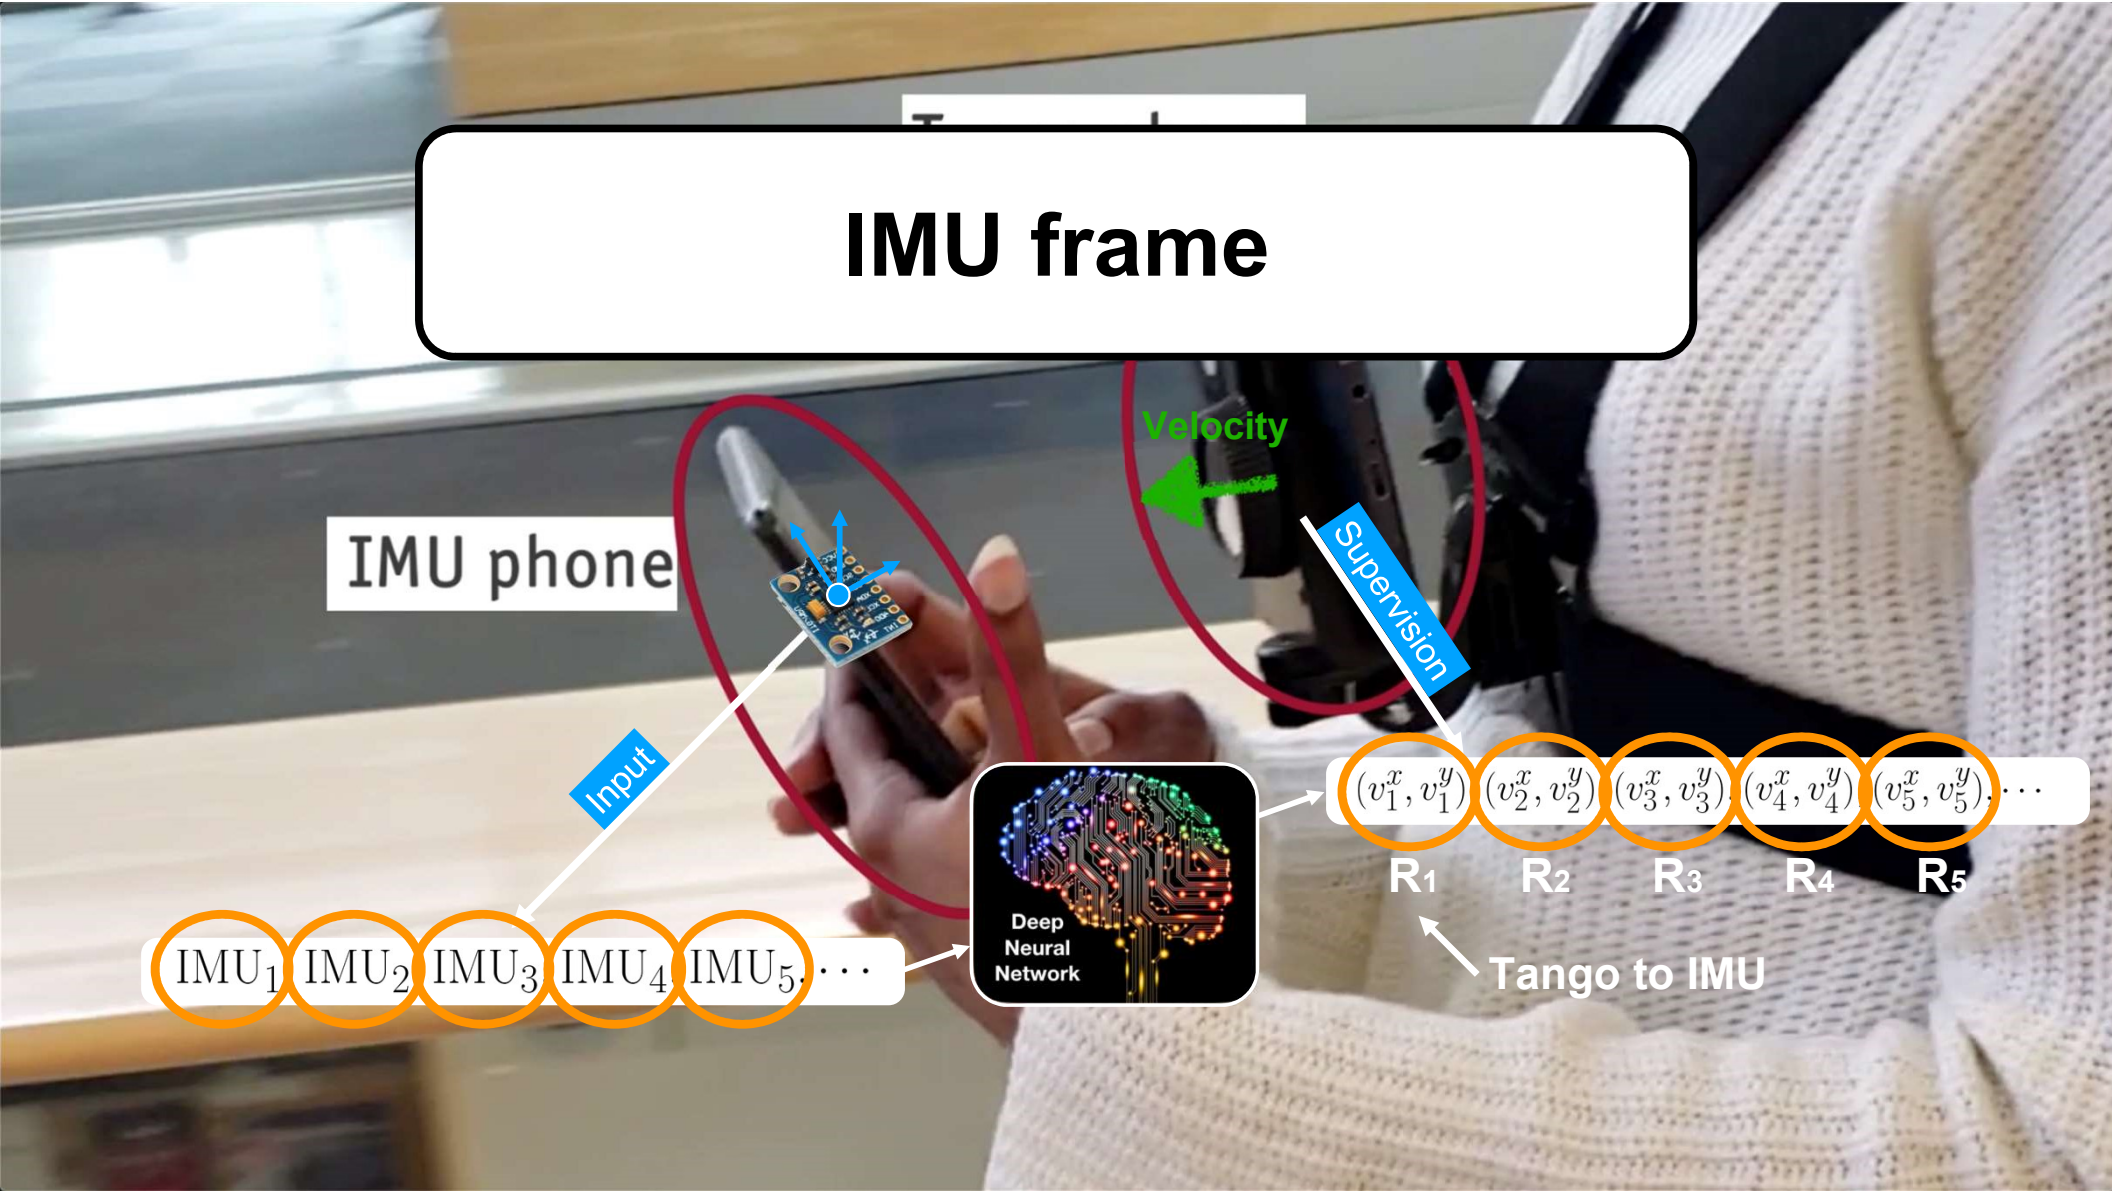 IMU frame
Velocity
IMU phone
Supervision
Input
(v₁ˣ, v₁ʸ), (v₂ˣ, v₂ʸ), (v₃ˣ, v₃ʸ), (v₄ˣ, v₄ʸ), (v₅ˣ, v₅ʸ), ···
R1 R2 R3 R4 R5
Deep
Neural
Network
IMU₁, IMU₂, IMU₃, IMU₄, IMU₅, ···
Tango to IMU